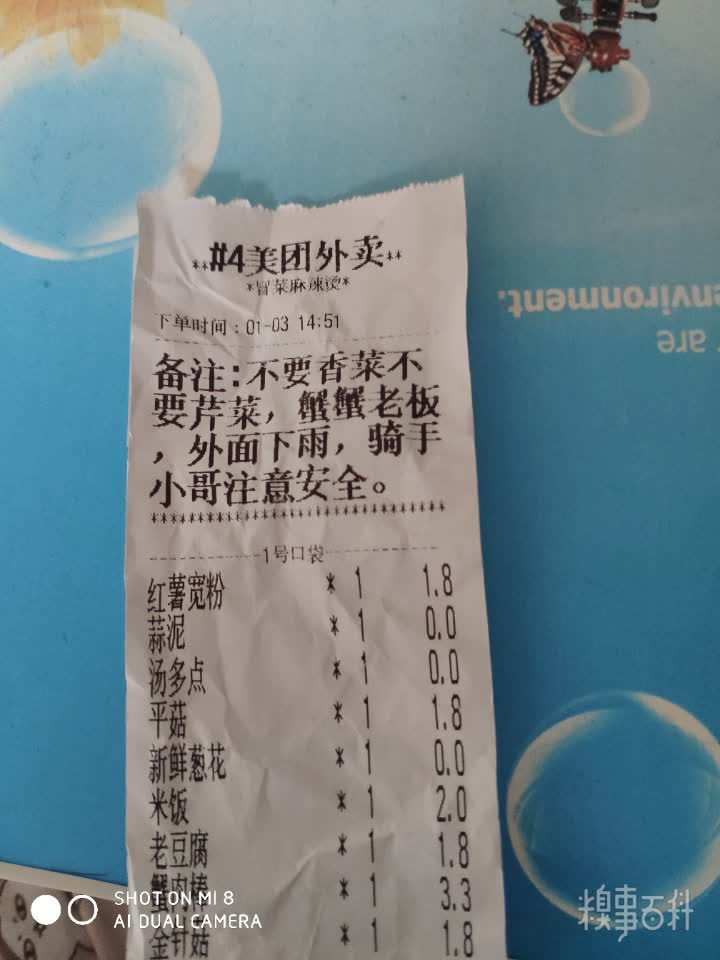 **#4美团外卖**
*冒菜麻辣烫*
下单时间：01-03 14:51
备注:不要香菜不
要芹菜，蟹蟹老板
，外面下雨，骑手
小哥注意安全。
1号口袋
红薯宽粉 * 1 1.8
蒜泥 * 1 0.0
汤多点 * 1 0.0
平菇 * 1 1.8
新鲜葱花 * 1 0.0
米饭 * 1 2.0
老豆腐 * 1 1.8
蟹肉棒 * 1 3.3
金针菇 * 1 1.8
environment.
are
SHOT ON MI 8
AI DUAL CAMERA
糗事百科